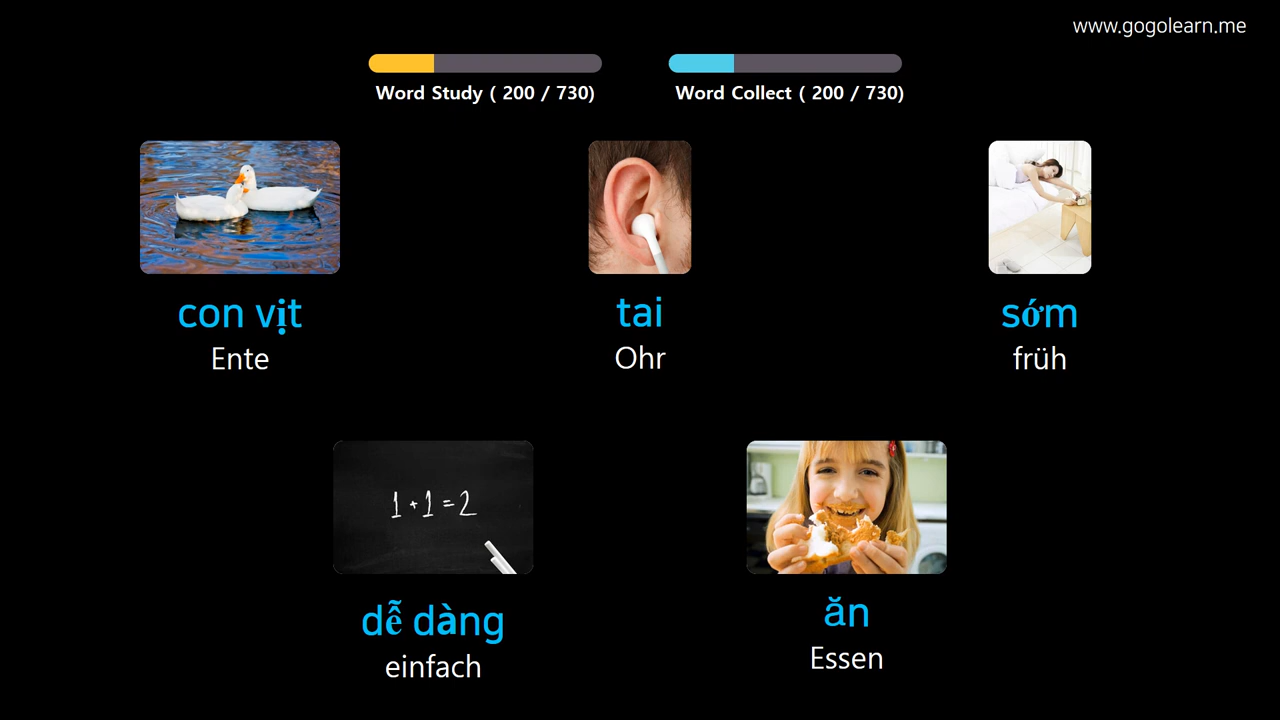 www.gogolearn.me
Word Study ( 200 / 730)
Word Collect ( 200 / 730)
con vịt
Ente
tai
Ohr
sớm
früh
1+1=2
dễ dàng
einfach
ăn
Essen